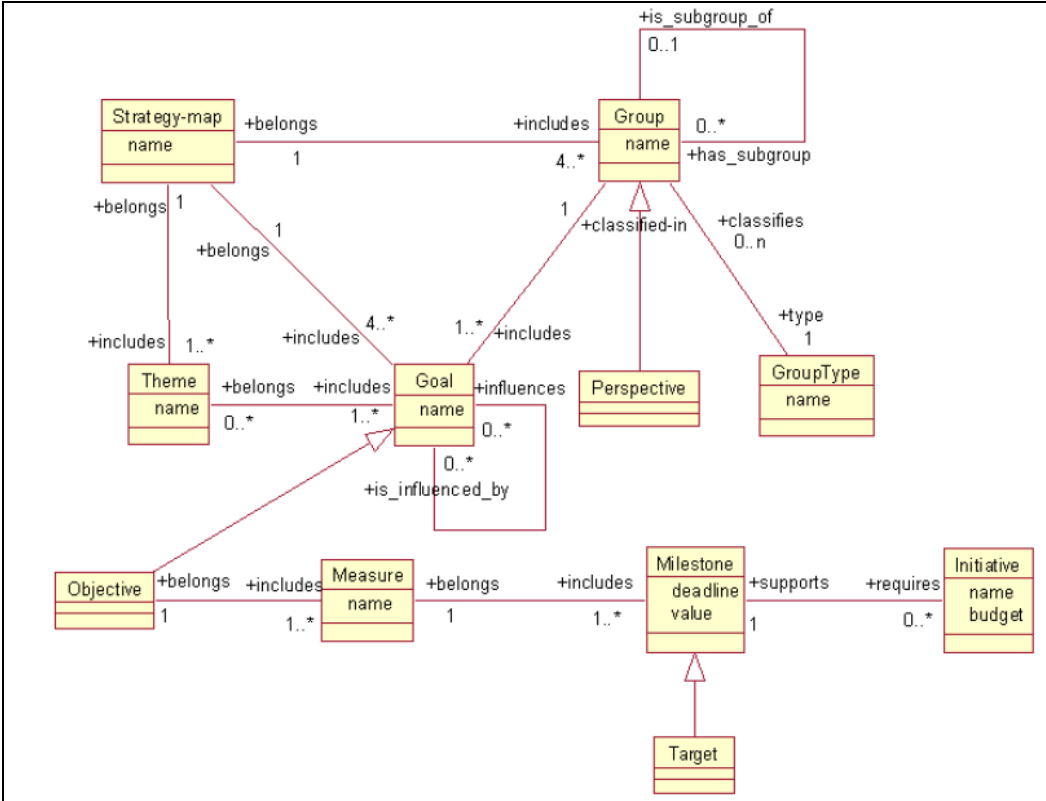 +is_subgroup_of
0..1
Strategy-map
name
+belongs
1
+includes
4..*
Group
name
0..*
+has_subgroup
+belongs
1
1
+belongs
1
+classified-in
+classifies
0..n
4..*
+includes
1..*
+includes
+includes
1..*
+type
1
Theme
name
+belongs
0..*
+includes
1..*
Goal
name
+influences
0..*
0..*
+is_influenced_by
Perspective
GroupType
name
Objective
+belongs
1
+includes
1..*
Measure
name
+belongs
1
+includes
1..*
Milestone
deadline
value
+supports
1
+requires
0..*
Initiative
name
budget
Target